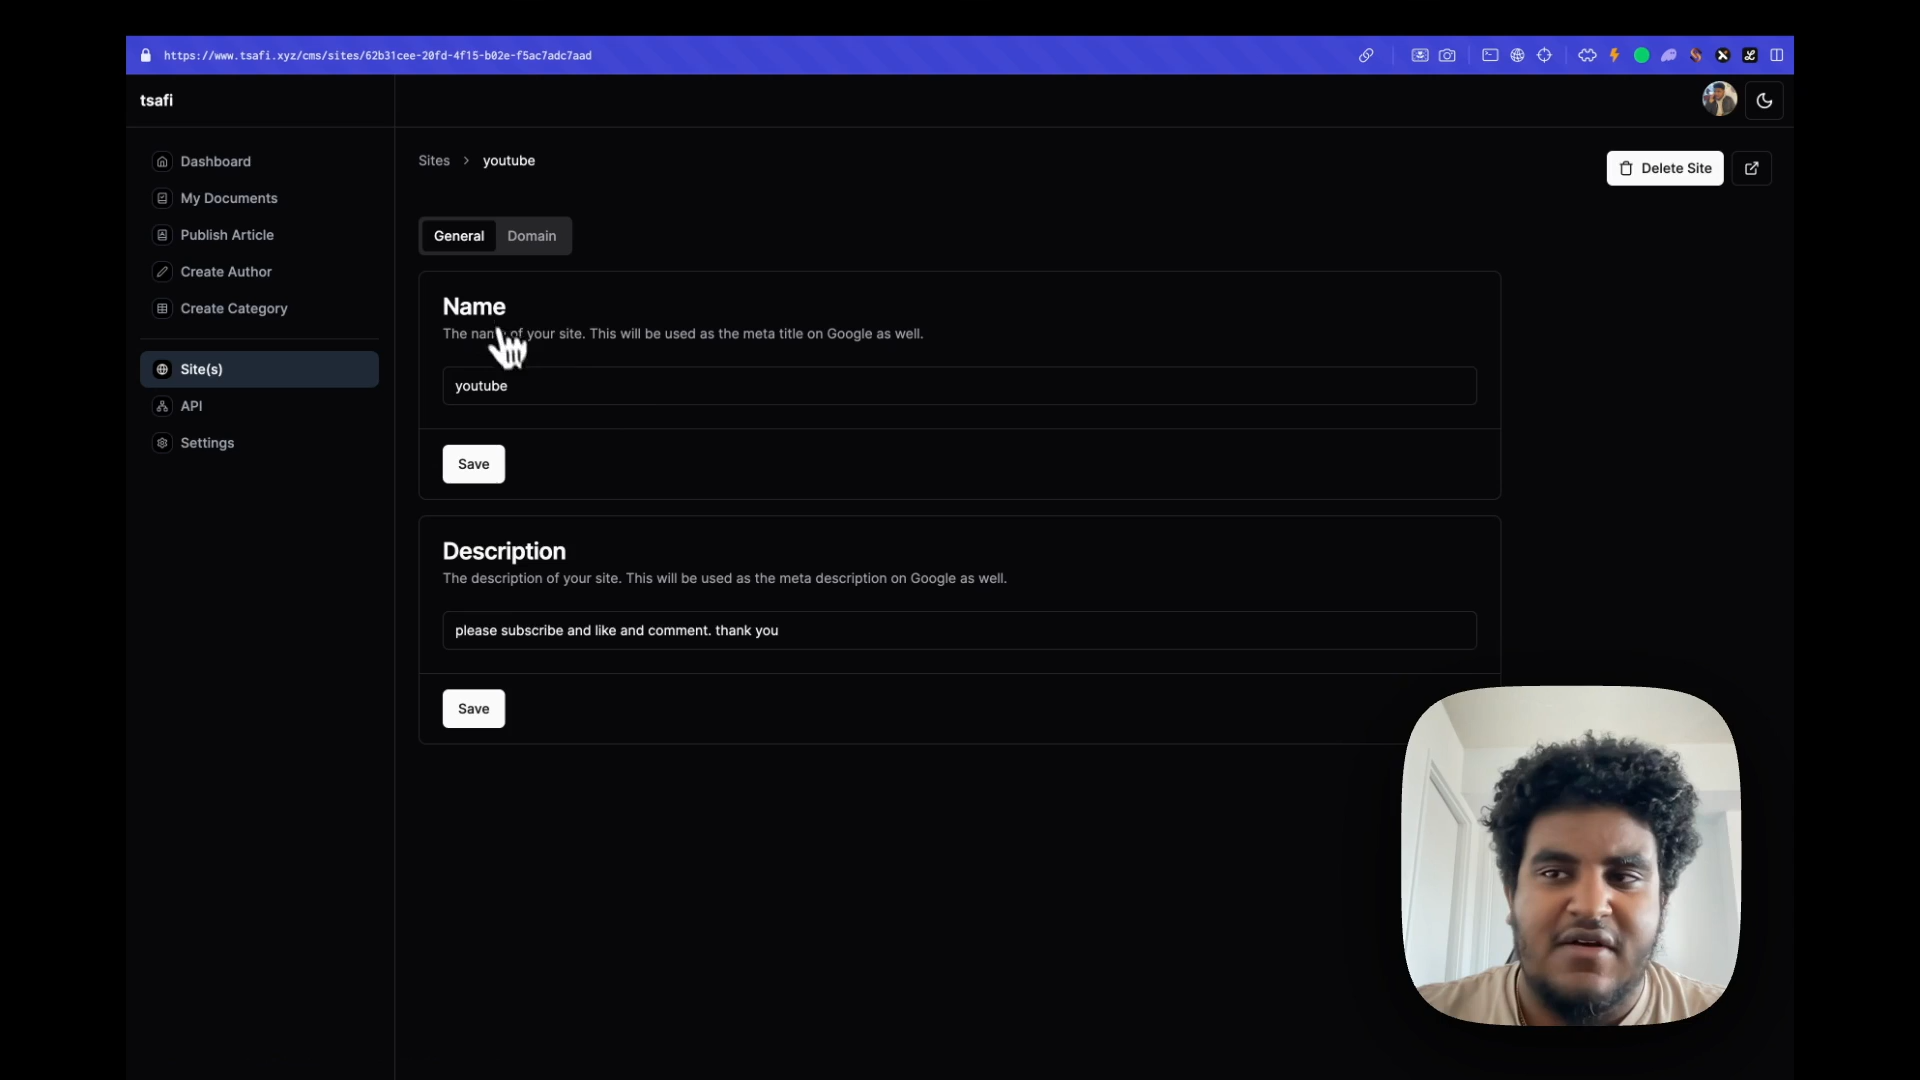 https://www.tsafi.xyz/cms/sites/62b31cee-20fd-4f15-b02e-f5ac7adc7aad
tsafi
Dashboard
My Documents
Publish Article
Create Author
Create Category
Site(s)
API
Settings
Sites > youtube
Delete Site
General Domain
Name
The name of your site. This will be used as the meta title on Google as well.
youtube
Save
Description
The description of your site. This will be used as the meta description on Google as well.
please subscribe and like and comment. thank you
Save